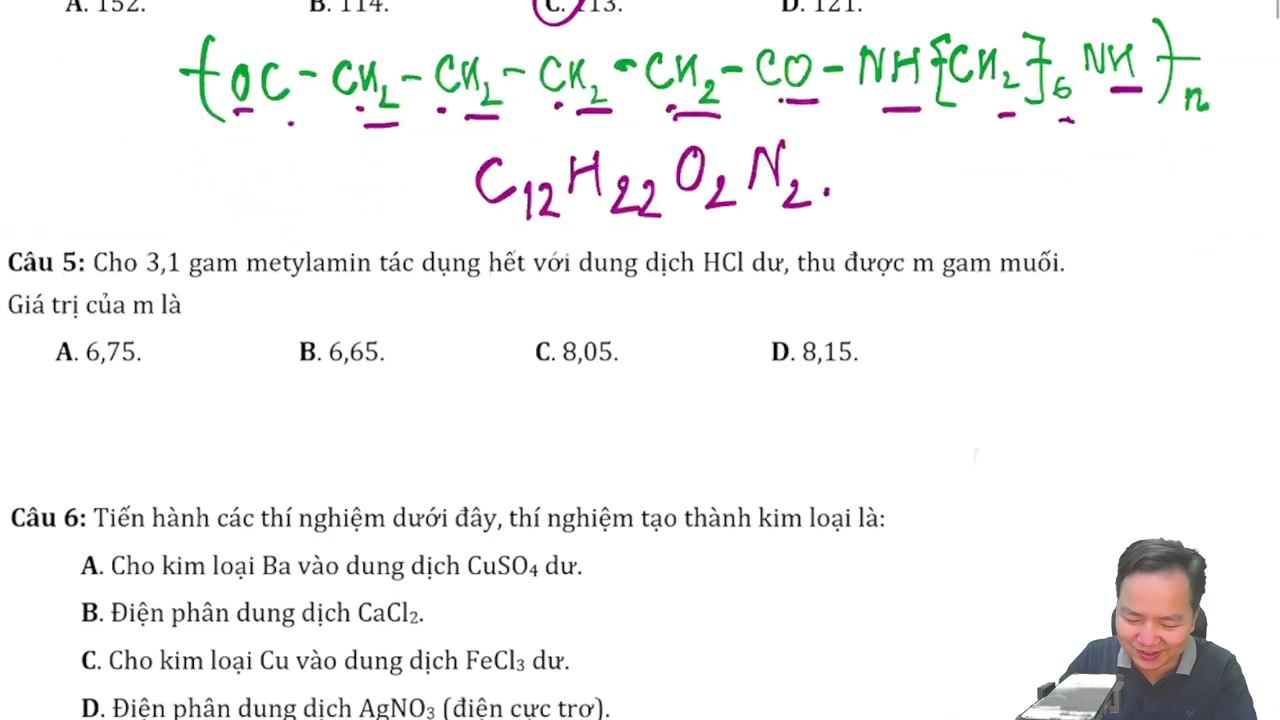 A. 152. B. 114. C. 113. D. 121.
-(OC - CH2 - CH2 - CH2 - CH2 - CO - NH[CH2]6 NH)-n
C12H22O2N2.
Câu 5: Cho 3,1 gam metylamin tác dụng hết với dung dịch HCl dư, thu được m gam muối.
Giá trị của m là
A. 6,75. B. 6,65. C. 8,05. D. 8,15.
Câu 6: Tiến hành các thí nghiệm dưới đây, thí nghiệm tạo thành kim loại là:
A. Cho kim loại Ba vào dung dịch CuSO4 dư.
B. Điện phân dung dịch CaCl2.
C. Cho kim loại Cu vào dung dịch FeCl3 dư.
D. Điện phân dung dịch AgNO3 (điện cực trơ).